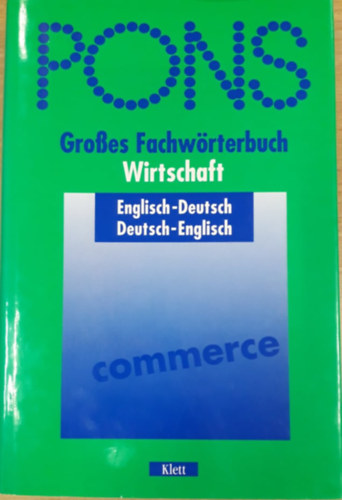 PONS
Großes Fachwörterbuch
Wirtschaft
Englisch-Deutsch
Deutsch-Englisch
commerce
Klett